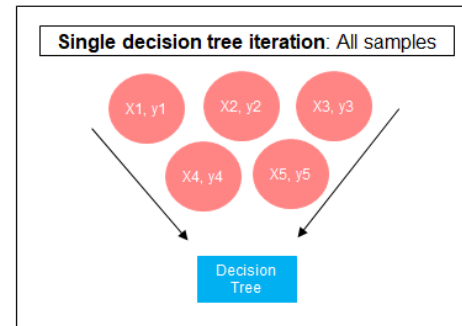 Single decision tree iteration: All samples
X1, y1
X2, y2
X3, y3
X4, y4
X5, y5
Decision
Tree